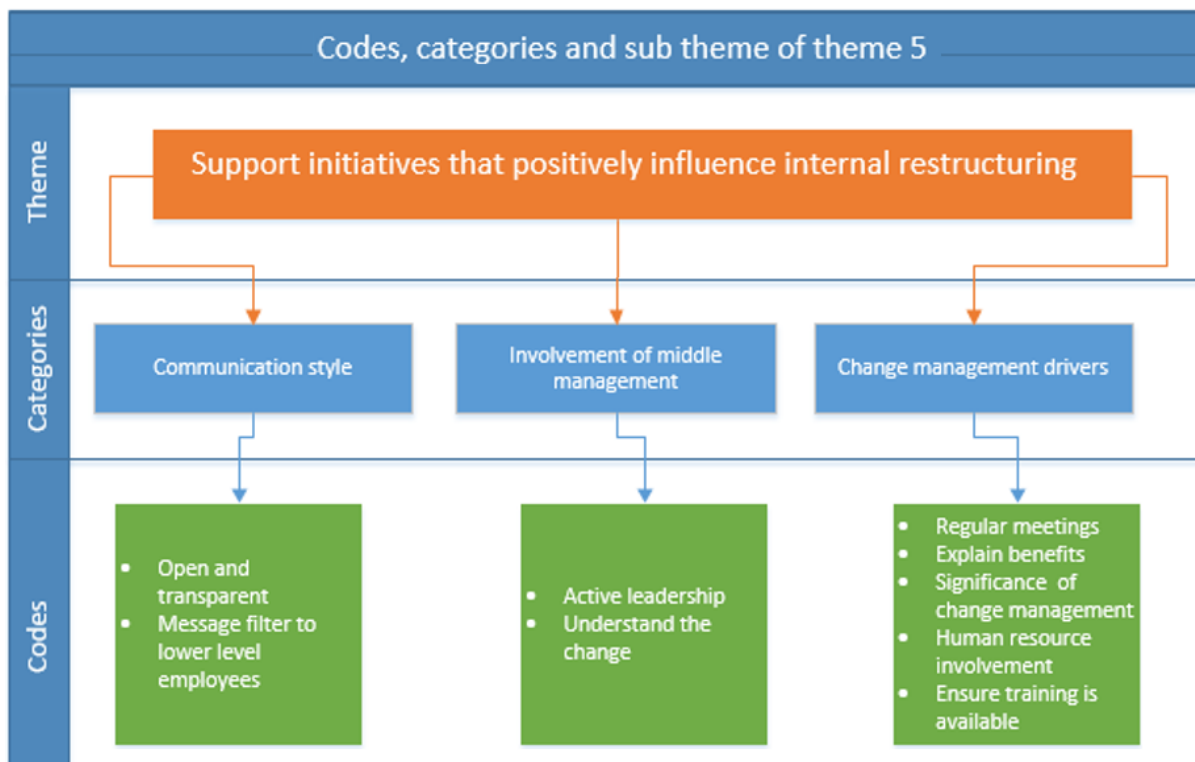 Codes, categories and sub theme of theme 5
Theme
Support initiatives that positively influence internal restructuring
Categories
Communication style
Involvement of middle
management
Change management drivers
Codes
• Open and
transparent
• Message filter to
lower level
employees
• Active leadership
• Understand the
change
• Regular meetings
• Explain benefits
• Significance of
change management
• Human resource
involvement
• Ensure training is
available